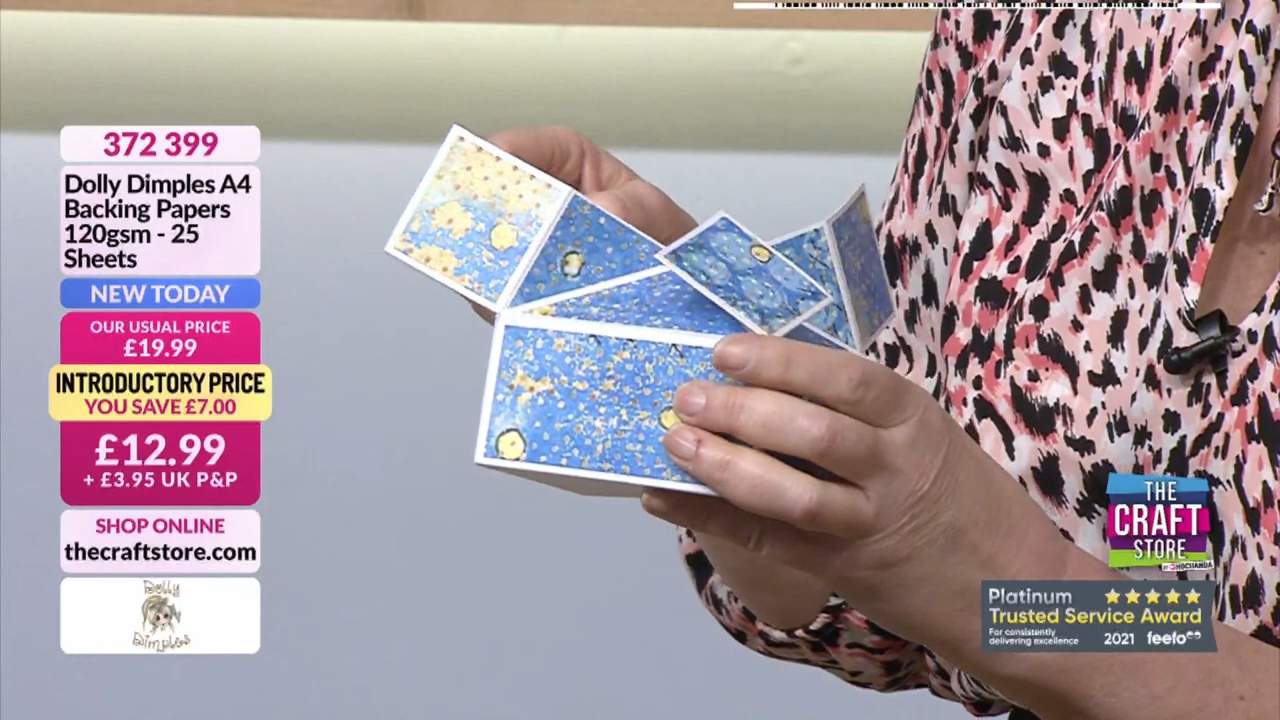 372 399
Dolly Dimples A4
Backing Papers
120gsm - 25
Sheets
NEW TODAY
OUR USUAL PRICE
£19.99
INTRODUCTORY PRICE
YOU SAVE £7.00
£12.99
+ £3.95 UK P&P
SHOP ONLINE
thecraftstore.com
Dolly
Dimples
THE
CRAFT
STORE
BY HOCHANDA
Platinum
Trusted Service Award
For consistently
delivering excellence
2021 feefo